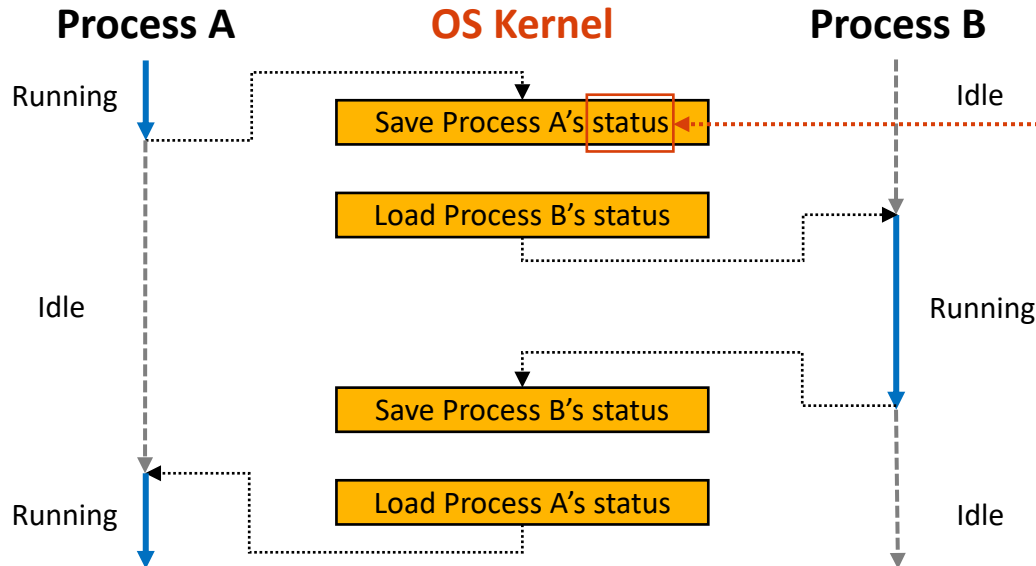 Process A
OS Kernel
Process B
Running
Save Process A's status
Idle
Load Process B's status
Idle
Running
Save Process B's status
Running
Load Process A's status
Idle